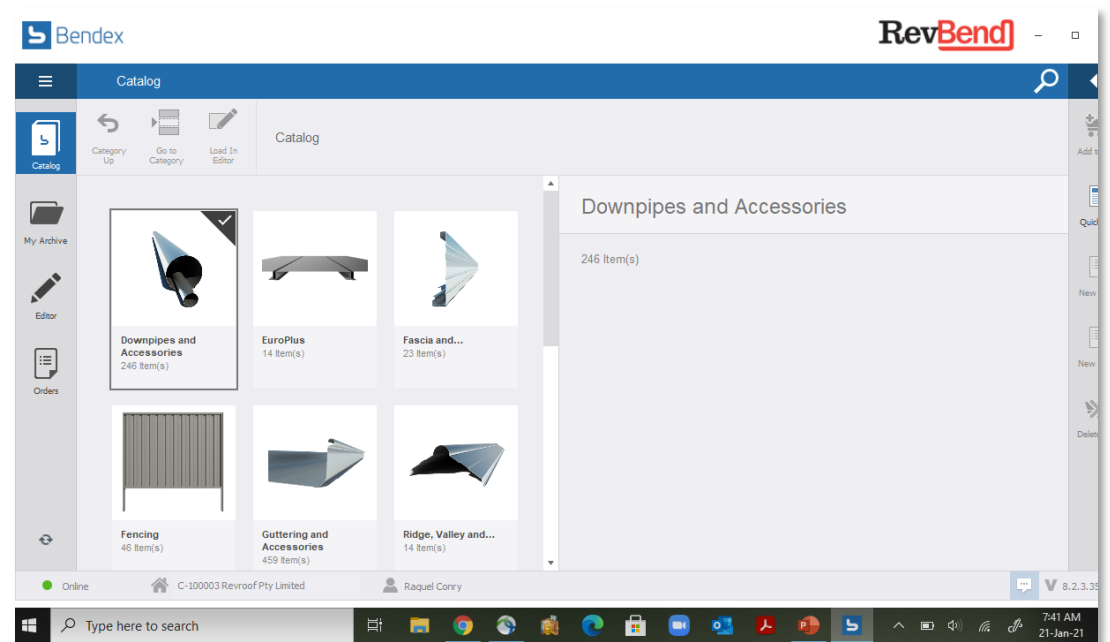 Bendex
RevBend
Catalog
Catalog
Category
Up
Go to
Category
Load In
Editor
Catalog
Add t
My Archive
Editor
Orders
Downpipes and
Accessories
246 Item(s)
EuroPlus
14 Item(s)
Fascia and...
23 Item(s)
Fencing
46 Item(s)
Guttering and
Accessories
459 Item(s)
Ridge, Valley and...
14 Item(s)
Downpipes and Accessories
246 Item(s)
Quic
New
New
Delet
Online
C-100003 Revroof Pty Limited
Raquel Conry
V 8.2.3.35
Type here to search
7:41 AM
21-Jan-21